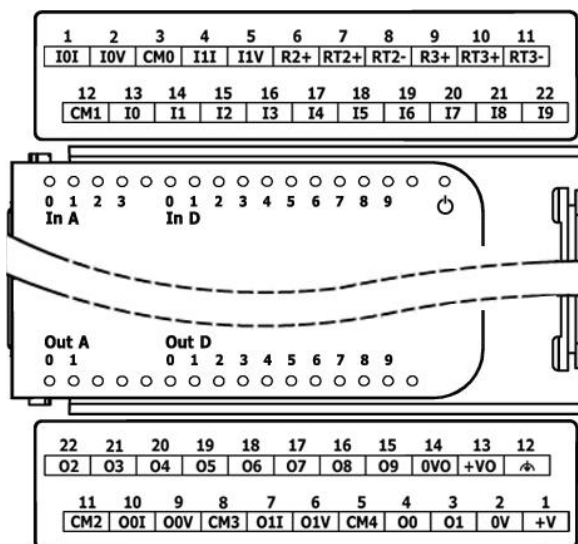 1 2 3 4 5 6 7 8 9 10 11
I0I I0V CM0 I1I I1V R2+ RT2+ RT2- R3+ RT3+ RT3-
12 13 14 15 16 17 18 19 20 21 22
CM1 I0 I1 I2 I3 I4 I5 I6 I7 I8 I9
0 1 2 3 0 1 2 3 4 5 6 7 8 9
In A In D
Out A Out D
0 1 0 1 2 3 4 5 6 7 8 9
22 21 20 19 18 17 16 15 14 13 12
O2 O3 O4 O5 O6 O7 O8 O9 0VO +VO
11 10 9 8 7 6 5 4 3 2 1
CM2 O0I O0V CM3 O1I O1V CM4 O0 O1 0V +V